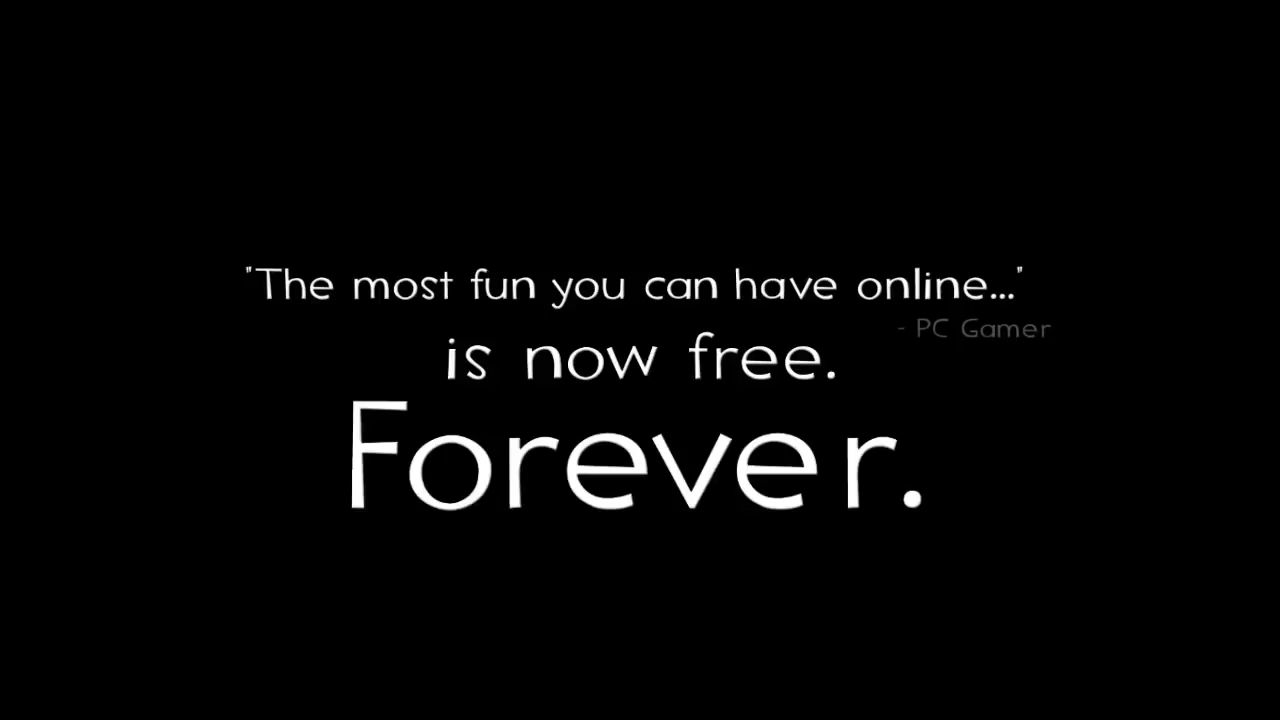 "The most fun you can have online..."
- PC Gamer
is now free.
Forever.